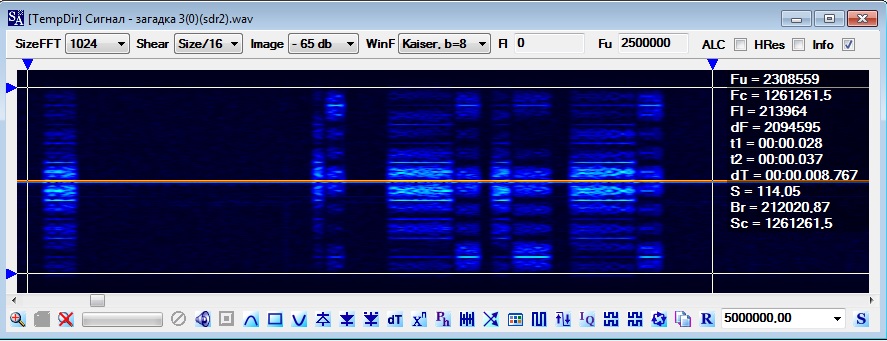 [TempDir] Сигнал - загадка 3(0)(sdr2).wav
SizeFFT 1024 Shear Size/16 Image - 65 db WinF Kaiser, b=8 Fl 0 Fu 2500000 ALC HRes Info
Fu = 2308559
Fc = 1261261,5
Fl = 213964
dF = 2094595
t1 = 00:00.028
t2 = 00:00.037
dT = 00:00.008,767
S = 114,05
Br = 212020,87
Sc = 1261261,5
dT Xⁿ Ph IQ R 5000000,00 S